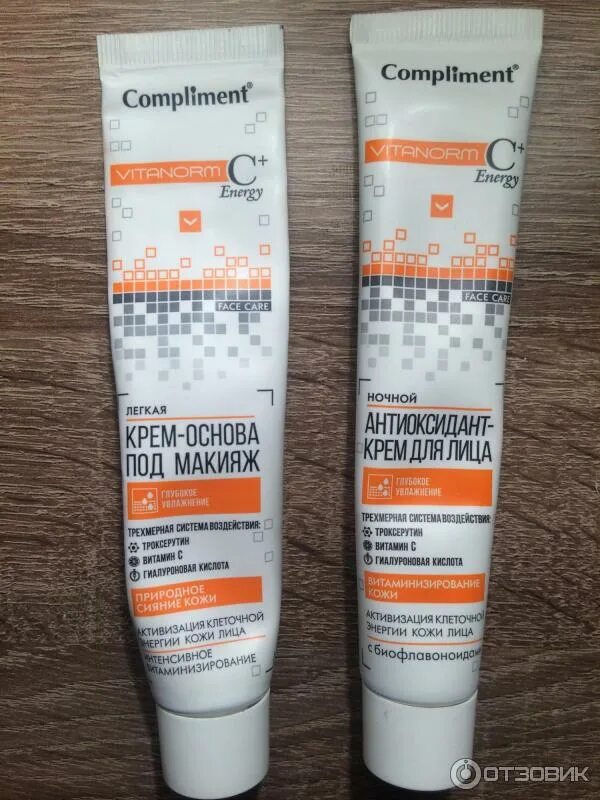 Compliment®
VITANORM C+
Energy
FACE CARE
ЛЕГКАЯ
КРЕМ-ОСНОВА
ПОД МАКИЯЖ
ГЛУБОКОЕ
УВЛАЖНЕНИЕ
ТРЕХМЕРНАЯ СИСТЕМА ВОЗДЕЙСТВИЯ:
ТРОКСЕРУТИН
ВИТАМИН С
ГИАЛУРОНОВАЯ КИСЛОТА
ПРИРОДНОЕ
СИЯНИЕ КОЖИ
АКТИВИЗАЦИЯ КЛЕТОЧНОЙ
ЭНЕРГИИ КОЖИ ЛИЦА
ИНТЕНСИВНОЕ
ВИТАМИНИЗИРОВАНИЕ
Compliment®
VITANORM C+
Energy
FACE CARE
НОЧНОЙ
АНТИОКСИДАНТ-
КРЕМ ДЛЯ ЛИЦА
ГЛУБОКОЕ
УВЛАЖНЕНИЕ
ТРЕХМЕРНАЯ СИСТЕМА ВОЗДЕЙСТВИЯ:
ТРОКСЕРУТИН
ВИТАМИН С
ГИАЛУРОНОВАЯ КИСЛОТА
ВИТАМИНИЗИРОВАНИЕ
КОЖИ
АКТИВИЗАЦИЯ КЛЕТОЧНОЙ
ЭНЕРГИИ КОЖИ ЛИЦА
с биофлавоноидами
ОТЗОВИК